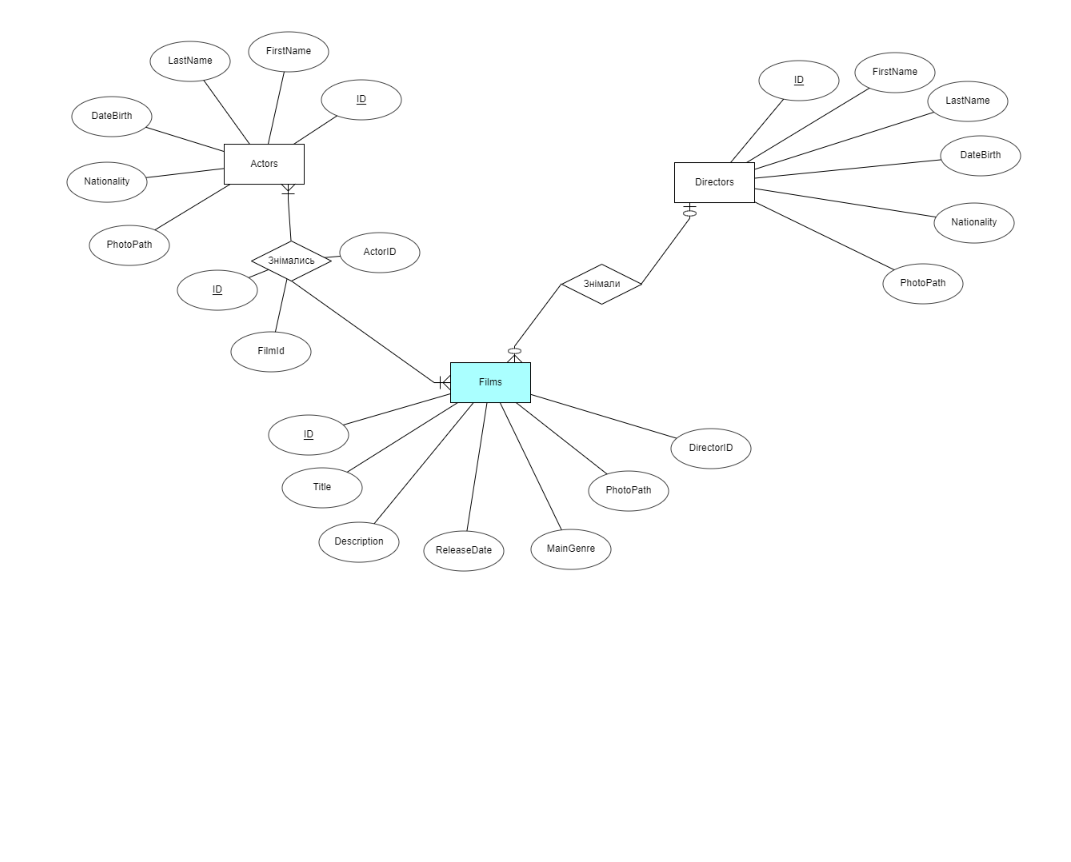 FirstName
LastName
ID
DateBirth
Actors
Nationality
PhotoPath
Знімались
ActorID
ID
FilmId
ID
FirstName
LastName
DateBirth
Directors
Nationality
PhotoPath
Знімали
Films
ID
Title
Description
ReleaseDate
MainGenre
PhotoPath
DirectorID